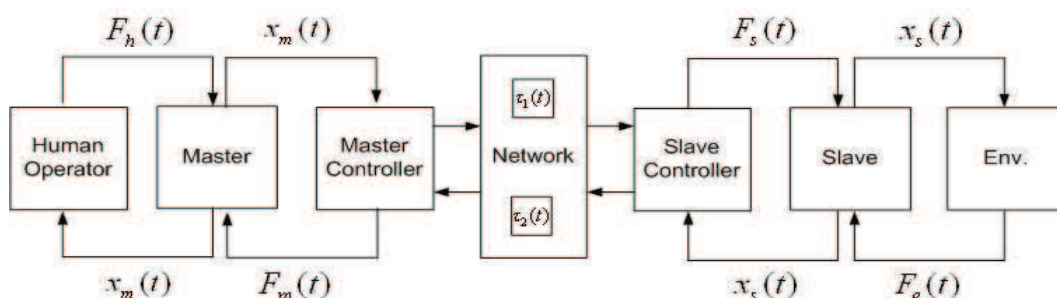 F_h(t) x_m(t) F_s(t) x_s(t)
τ_1(t)
Human Operator
Master
Master Controller
Network
Slave Controller
Slave
Env.
τ_2(t)
x_m(t) F_m(t) x_s(t) F_e(t)